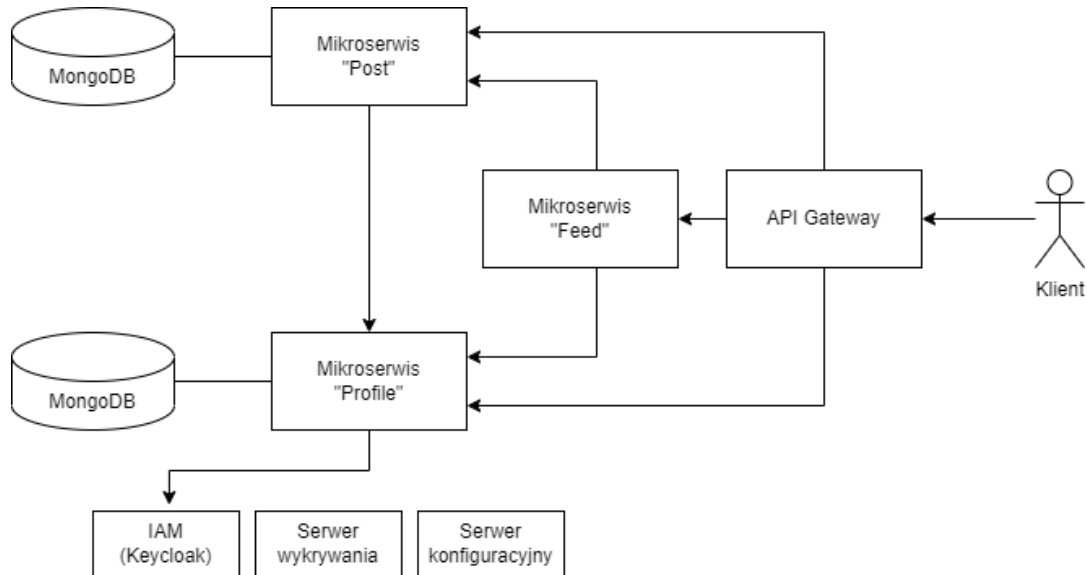 MongoDB
Mikroserwis
"Post"
Mikroserwis
"Feed"
API Gateway
Klient
MongoDB
Mikroserwis
"Profile"
IAM
(Keycloak)
Serwer
wykrywania
Serwer
konfiguracyjny